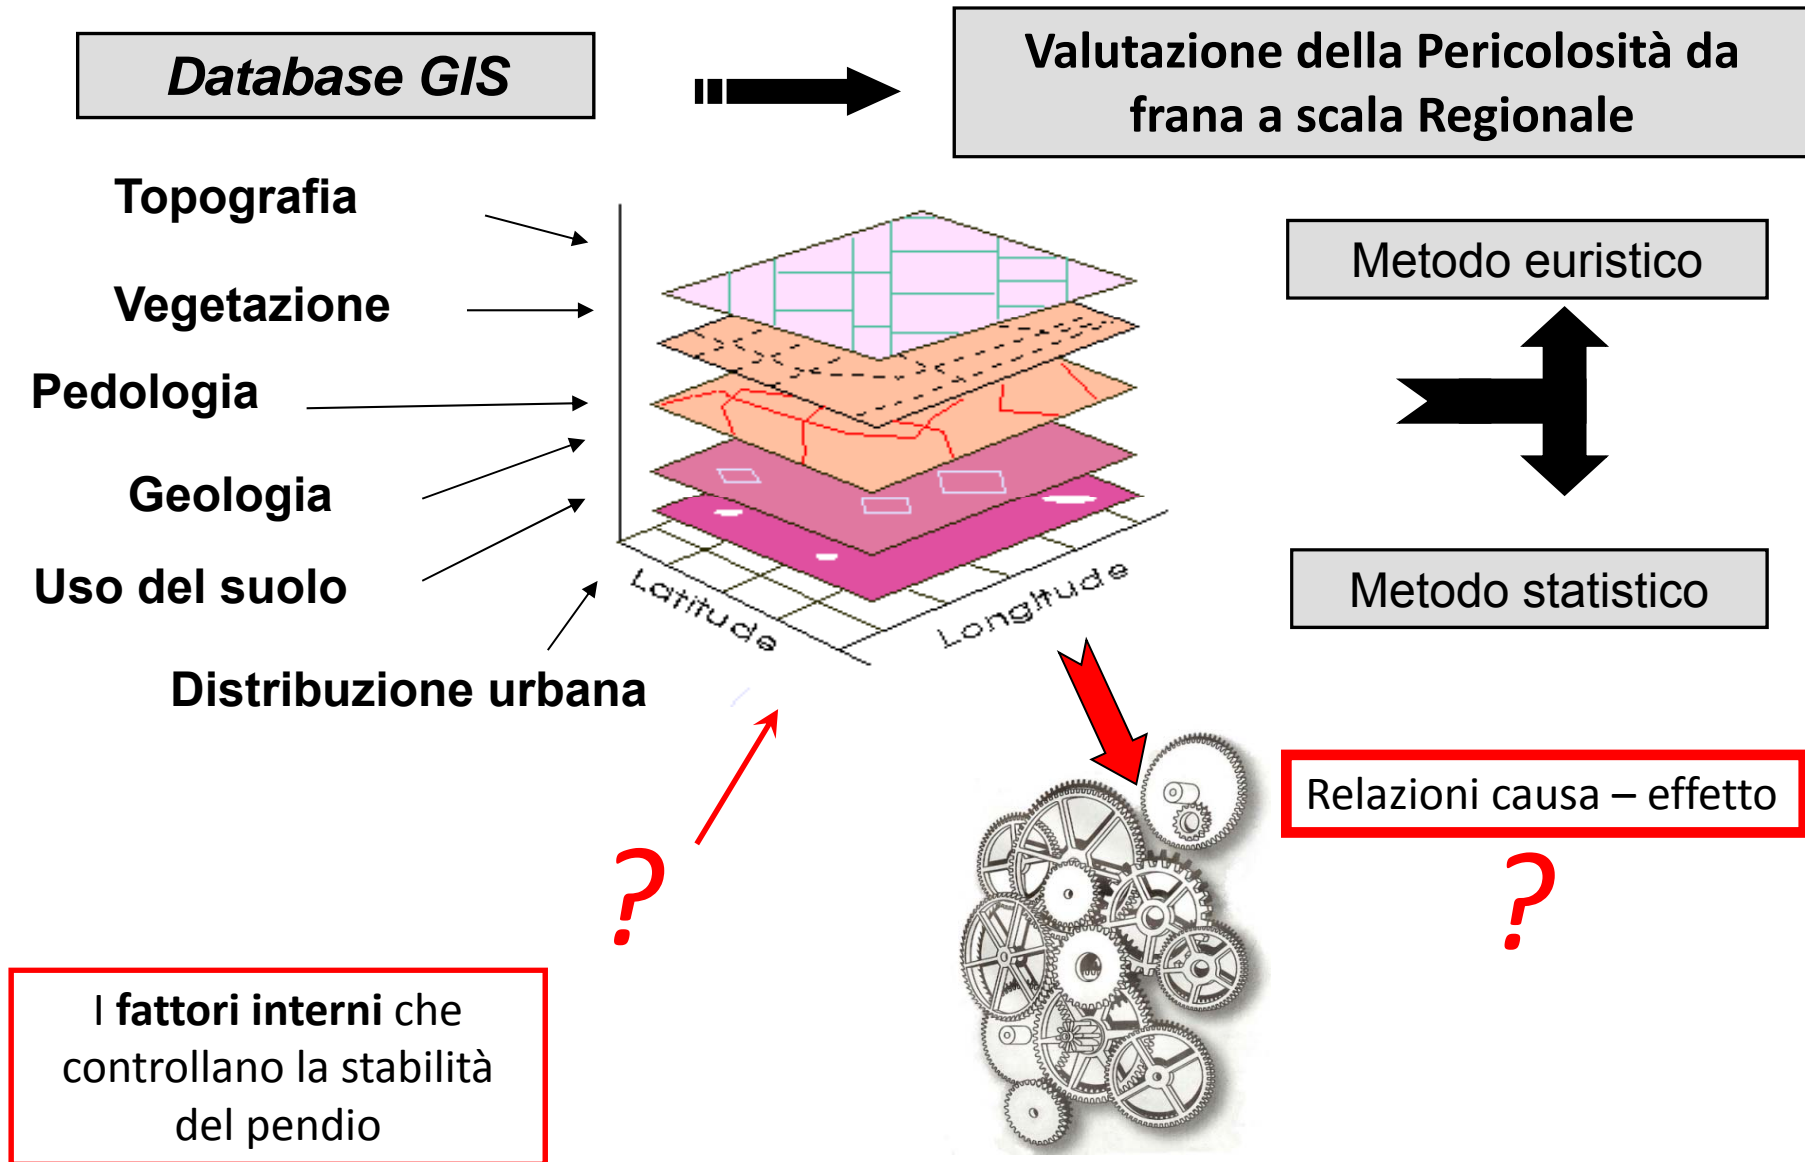 Database GIS
Valutazione della Pericolosità da
frana a scala Regionale
Topografia
Vegetazione
Pedologia
Geologia
Uso del suolo
Distribuzione urbana
Latitude
Longitude
Metodo euristico
Metodo statistico
Relazioni causa – effetto
?
?
I fattori interni che
controllano la stabilità
del pendio